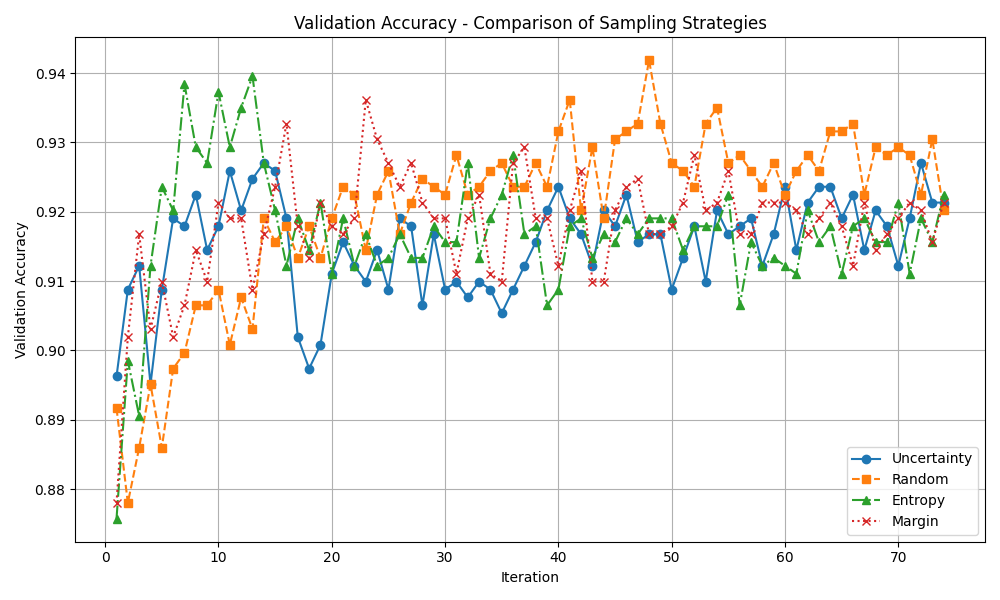 Validation Accuracy - Comparison of Sampling Strategies
Validation Accuracy
0.94
0.93
0.92
0.91
0.90
0.89
0.88
0
10
20
30
40
50
60
70
Iteration
Uncertainty
Random
Entropy
Margin